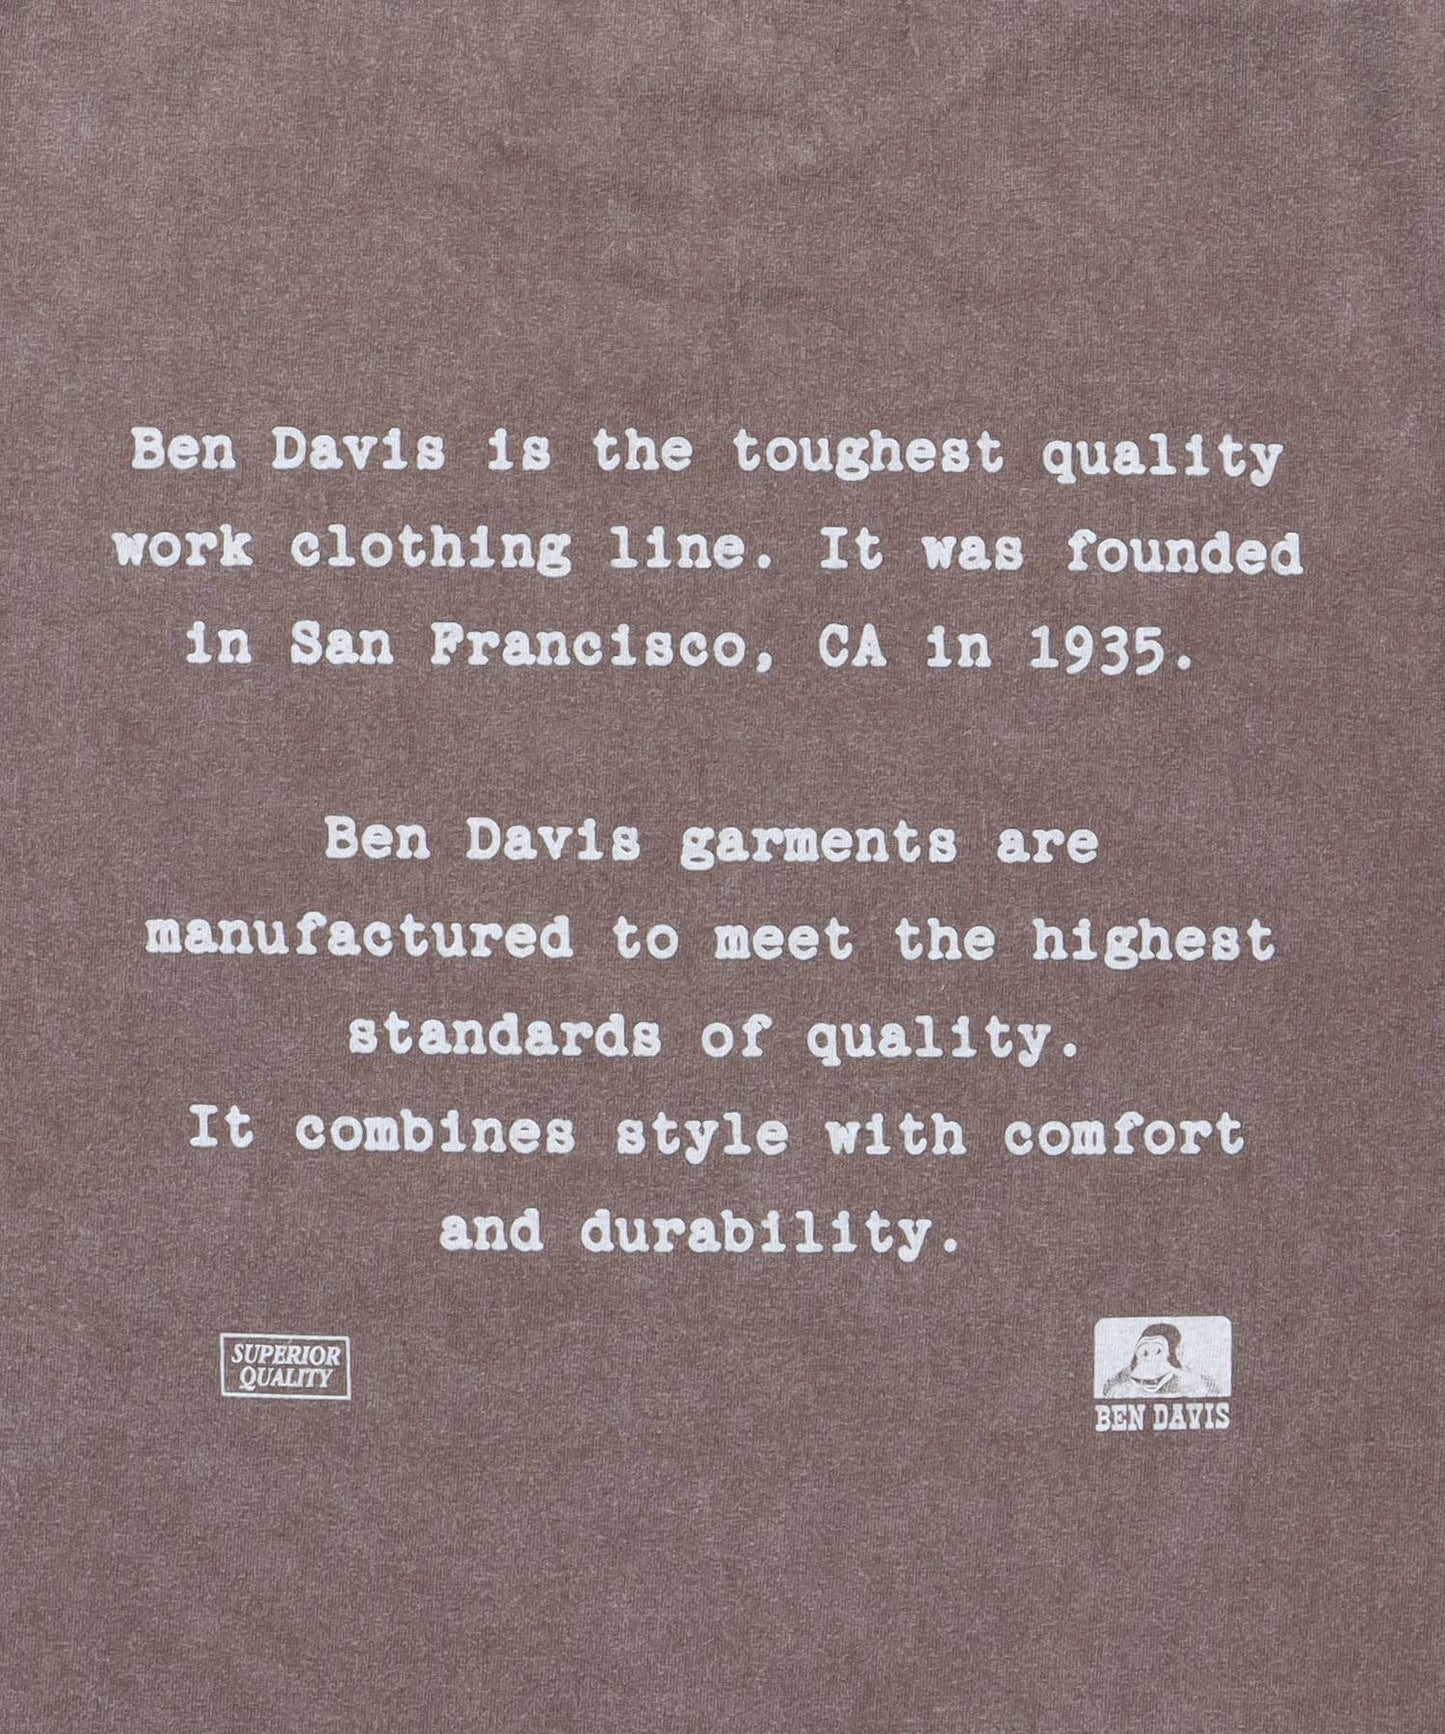 Ben Davis is the toughest quality
work clothing line. It was founded
in San Francisco, CA in 1935.
Ben Davis garments are
manufactured to meet the highest
standards of quality.
It combines style with comfort
and durability.
SUPERIOR
QUALITY
BEN DAVIS